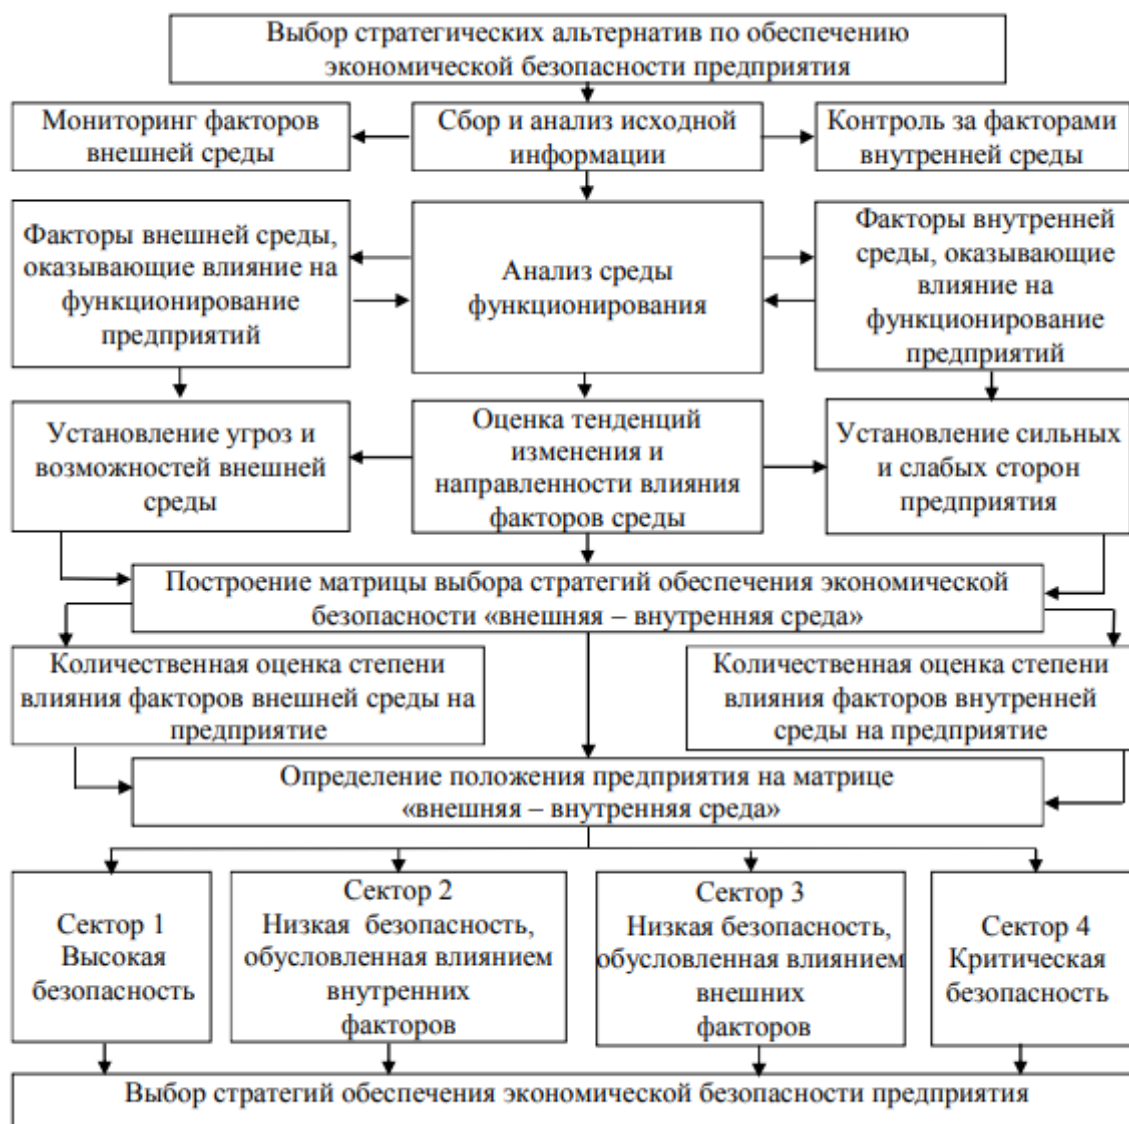 Выбор стратегических альтернатив по обеспечению
экономической безопасности предприятия
Мониторинг факторов
внешней среды
Сбор и анализ исходной
информации
Контроль за факторами
внутренней среды
Факторы внешней среды,
оказывающие влияние на
функционирование
предприятий
Анализ среды
функционирования
Факторы внутренней
среды, оказывающие
влияние на
функционирование
предприятий
Установление угроз и
возможностей внешней
среды
Оценка тенденций
изменения и
направленности влияния
факторов среды
Установление сильных
и слабых сторон
предприятия
Построение матрицы выбора стратегий обеспечения экономической
безопасности «внешняя – внутренняя среда»
Количественная оценка степени
влияния факторов внешней среды на
предприятие
Количественная оценка степени
влияния факторов внутренней
среды на предприятие
Определение положения предприятия на матрице
«внешняя – внутренняя среда»
Сектор 1
Высокая
безопасность
Сектор 2
Низкая безопасность,
обусловленная влиянием
внутренних
факторов
Сектор 3
Низкая безопасность,
обусловленная влиянием
внешних
факторов
Сектор 4
Критическая
безопасность
Выбор стратегий обеспечения экономической безопасности предприятия